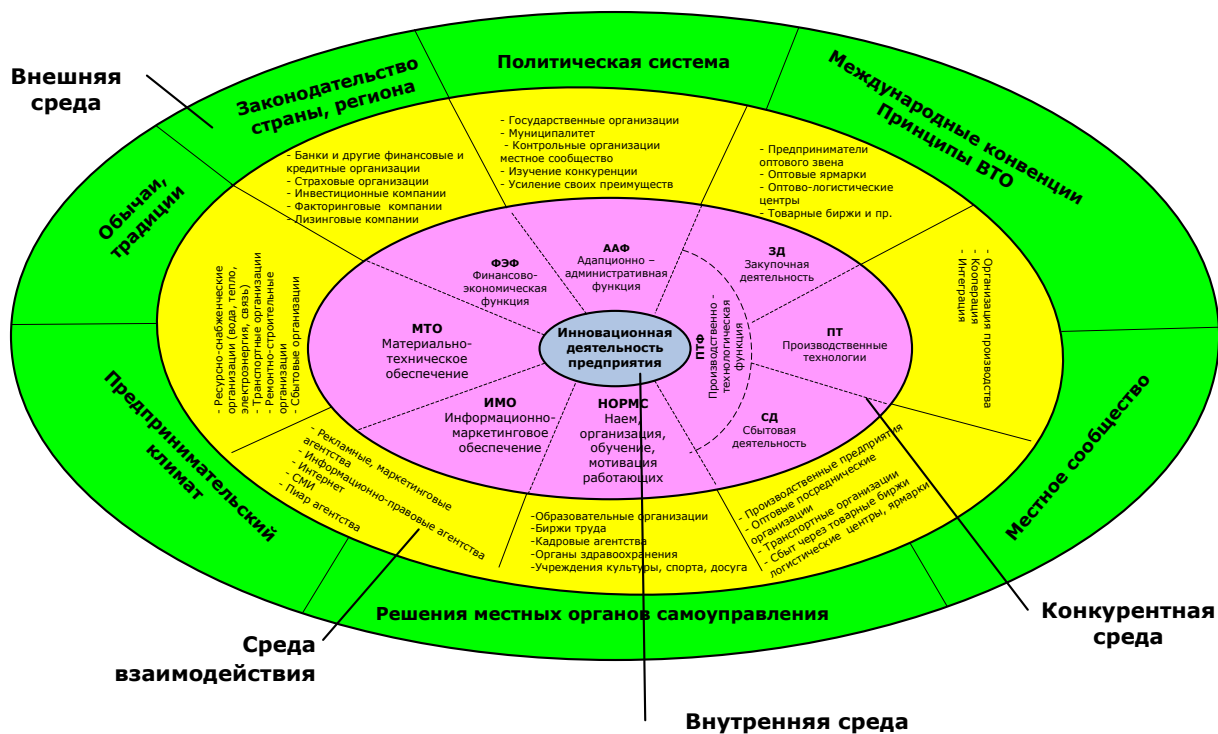 Внешняя
среда
Законодательство
страны, региона
Политическая система
Международные конвенции
Принципы ВТО
Обычаи,
традиции
Предпринимательский
климат
Решения местных органов самоуправления
Местное сообщество
- Банки и другие финансовые и
кредитные организации
- Страховые организации
- Инвестиционные компании
- Факторинговые компании
- Лизинговые компании
- Государственные организации
- Муниципалитет
- Контрольные организации
местное сообщество
- Изучение конкуренции
- Усиление своих преимуществ
- Предприниматели
оптового звена
- Оптовые ярмарки
- Оптово-логистические
центры
- Товарные биржи и пр.
- Организация производства
- Кооперация
- Интеграция
- Ресурсно-снабженческие
организации (вода, тепло,
электроэнергия, связь)
- Транспортные организации
- Ремонтно-строительные
организации
- Сбытовые организации
ФЭФ
Финансово-
экономическая
функция
ААФ
Адапционно –
административная
функция
ЗД
Закупочная
деятельность
МТО
Материально-
техническое
обеспечение
Инновационная
деятельность
предприятия
ПТФ
Производственно -
технологическая
функция
ПТ
Производственные
технологии
ИМО
Информационно-
маркетинговое
обеспечение
НОРМС
Наем,
организация,
обучение,
мотивация
работающих
СД
Сбытовая
деятельность
- Рекламные, маркетинговые
агентства
- Информационно-правовые агентства
- Интернет
- СМИ
- Пиар агентства
-Образовательные организации
-Биржи труда
-Кадровые агентства
-Органы здравоохранения
-Учреждения культуры, спорта, досуга
- Производственные предприятия
- Оптовые посреднические
организации
- Транспортные организации
- Сбыт через товарные биржи
логистические центры, ярмарки
Среда
взаимодействия
Конкурентная
среда
Внутренняя среда